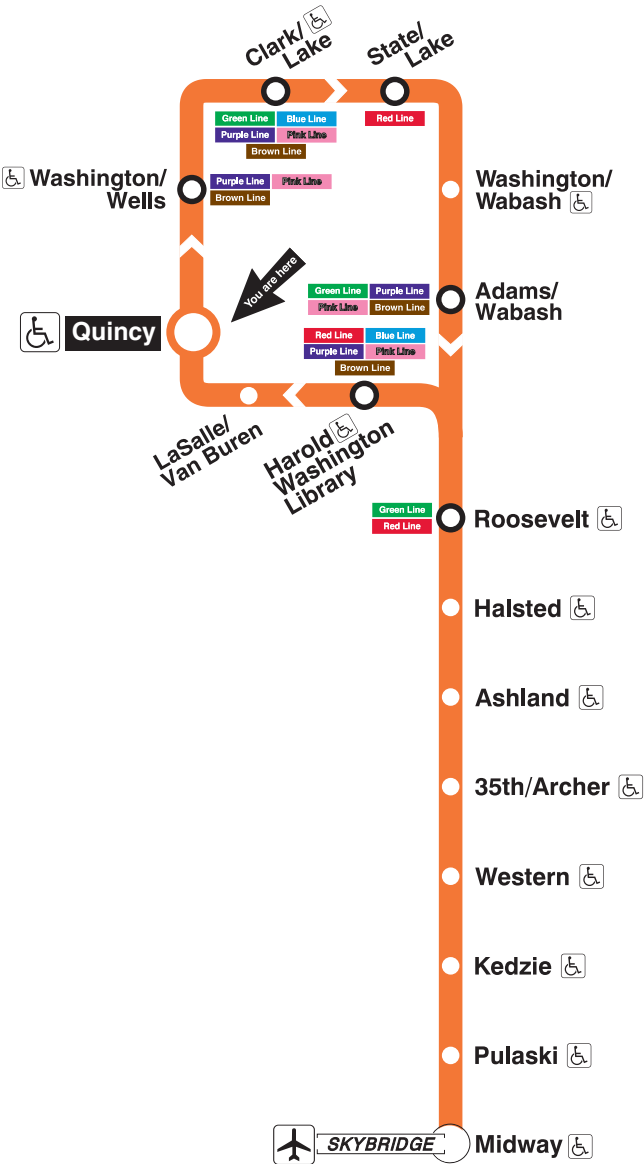 Clark/
Lake
State/
Lake
Green Line Blue Line
Purple Line Pink Line
Brown Line
Red Line
Washington/
Wells
Purple Line Pink Line
Brown Line
Washington/
Wabash
You are here
Green Line Purple Line
Pink Line Brown Line
Adams/
Wabash
Quincy
Red Line Blue Line
Purple Line Pink Line
Brown Line
LaSalle/
Van Buren
Harold
Washington
Library
Green Line
Red Line
Roosevelt
Halsted
Ashland
35th/Archer
Western
Kedzie
Pulaski
SKYBRIDGE
Midway